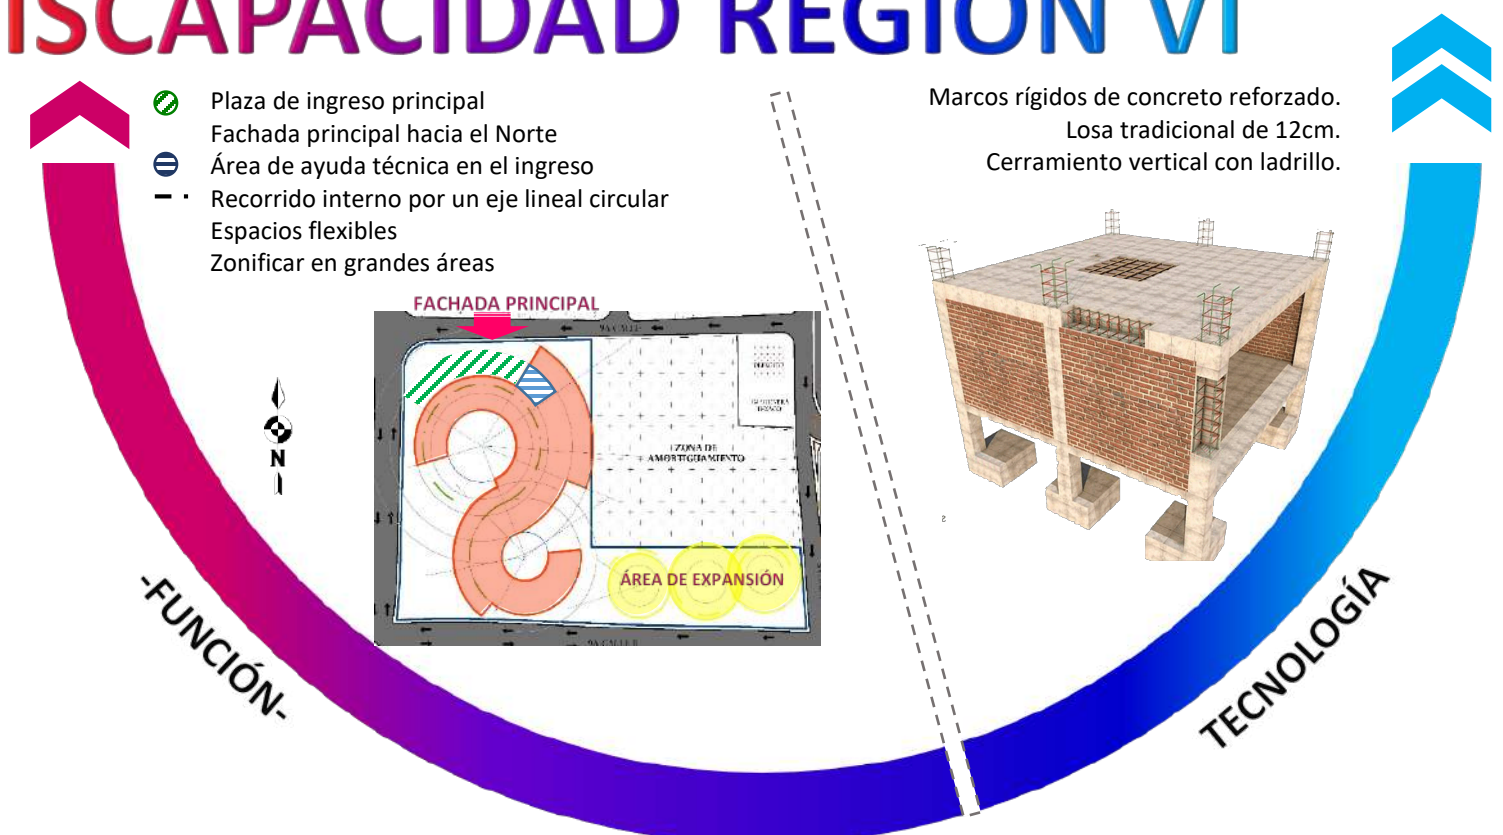 ISCAPACIDAD REGIÓN VI
Plaza de ingreso principal
Fachada principal hacia el Norte
Área de ayuda técnica en el ingreso
Recorrido interno por un eje lineal circular
Espacios flexibles
Zonificar en grandes áreas
FACHADA PRINCIPAL
ZONA DE
AMORTIGUAMIENTO
ÁREA DE EXPANSIÓN
N
-FUNCIÓN-
Marcos rígidos de concreto reforzado.
Losa tradicional de 12cm.
Cerramiento vertical con ladrillo.
TECNOLOGÍA